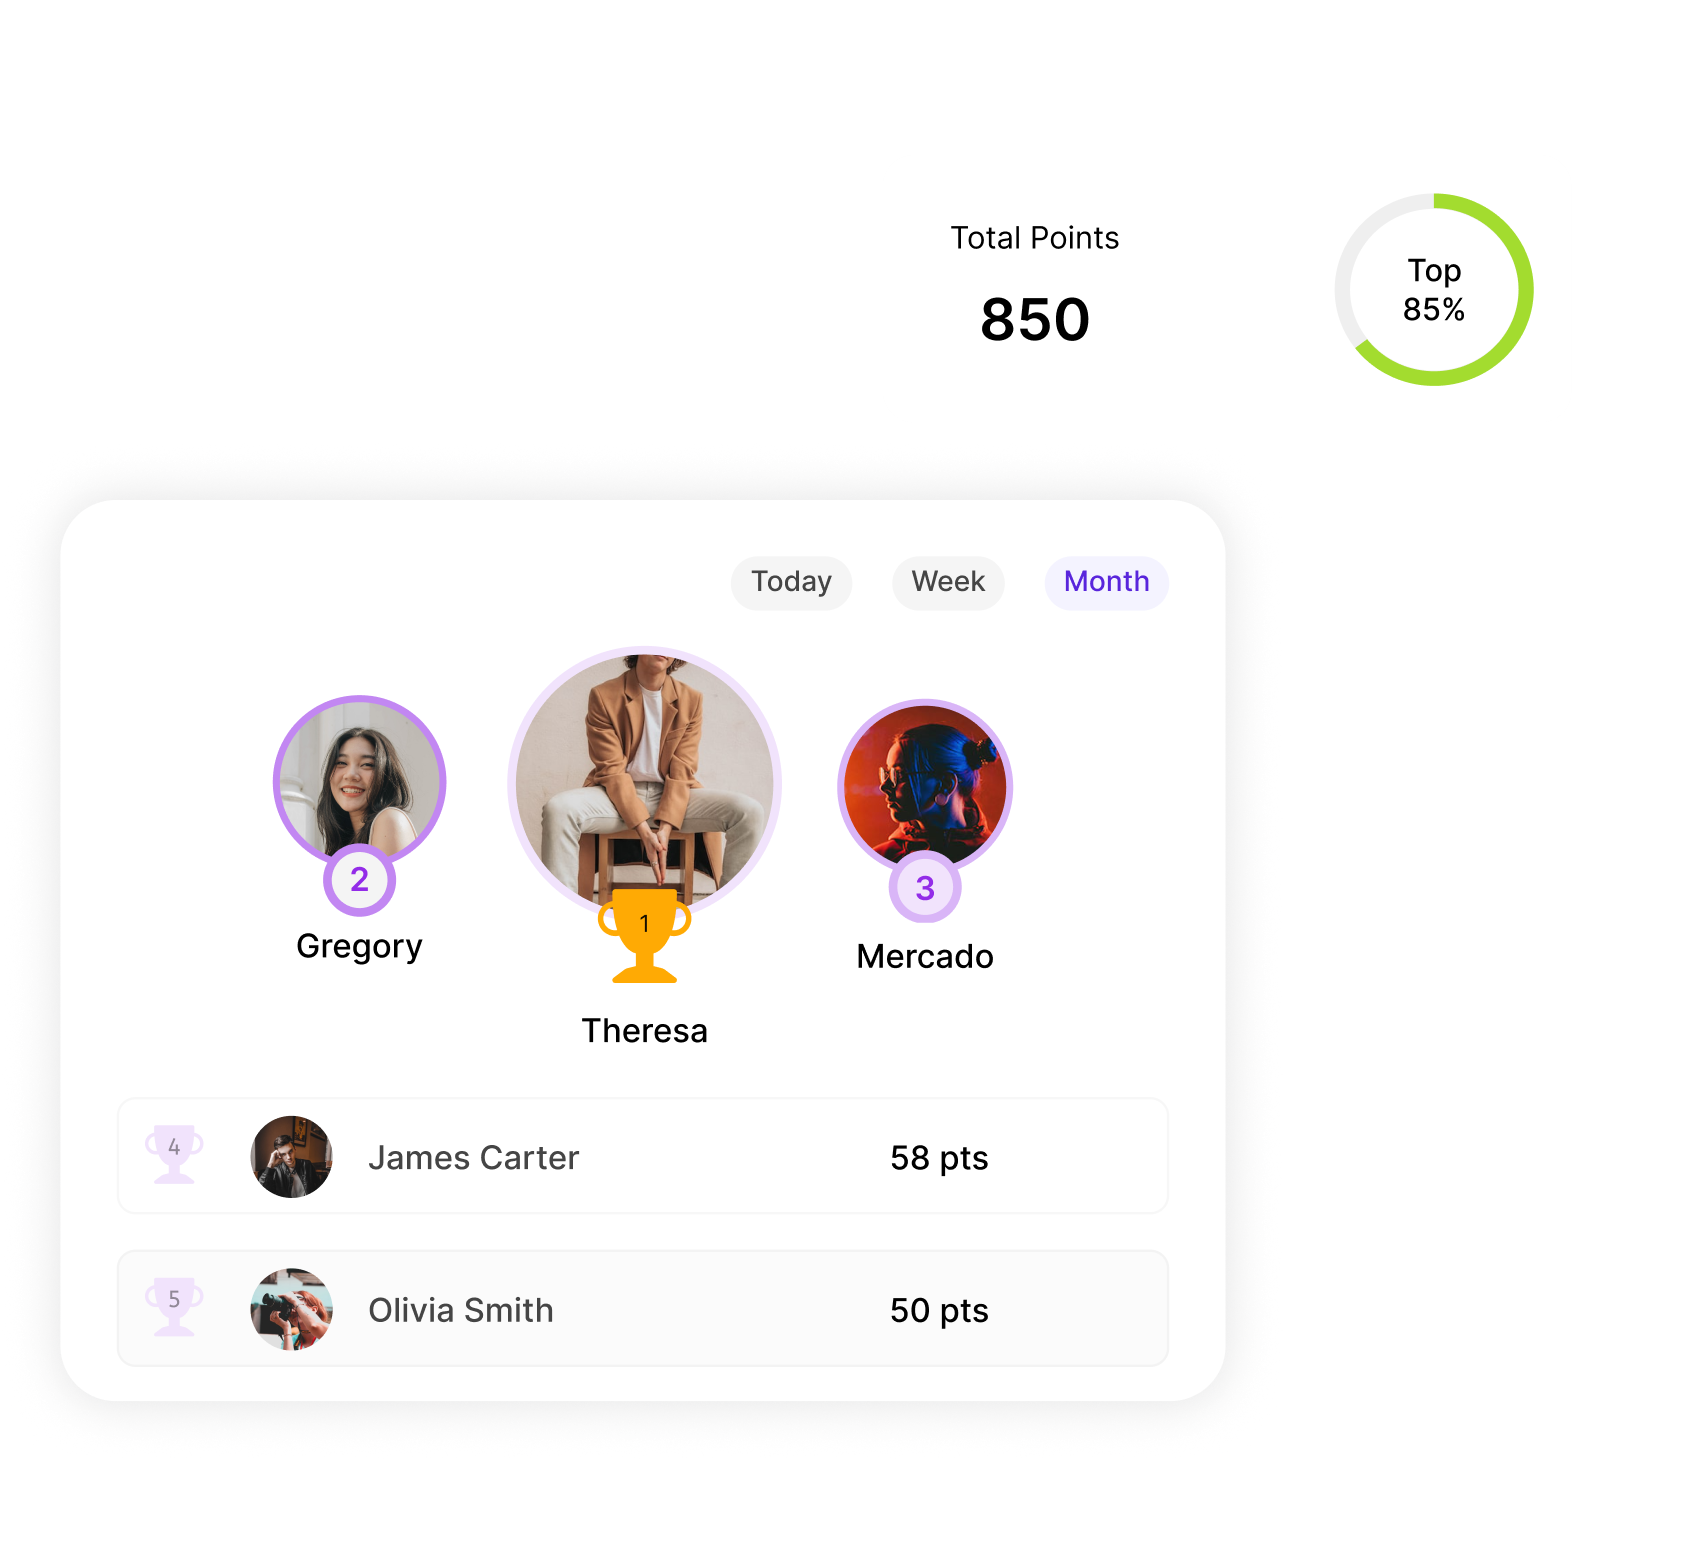 Total Points
850
Top
85%
Today
Week
Month
2
1
3
Gregory
Mercado
Theresa
4
James Carter
58 pts
5
Olivia Smith
50 pts